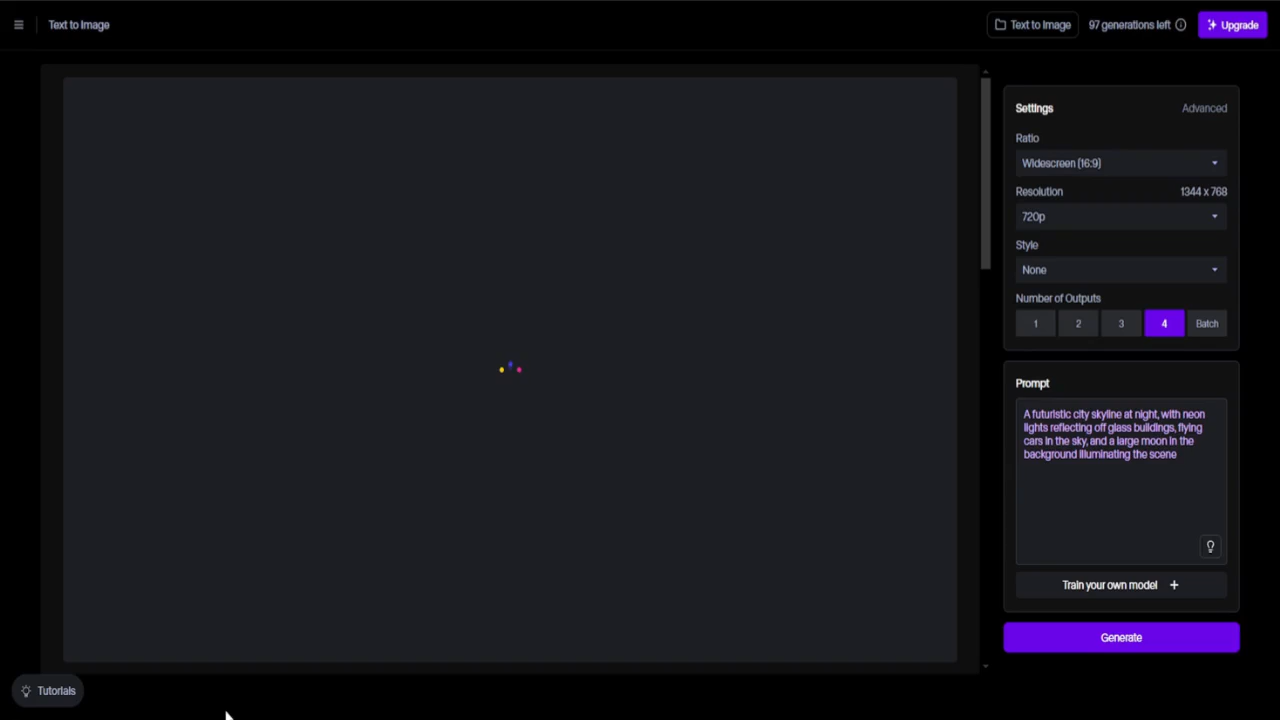 Text to Image
Text to Image
97 generations left
Upgrade
Settings
Advanced
Ratio
Widescreen (16:9)
Resolution
1344 x 768
720p
Style
None
Number of Outputs
1
2
3
4
Batch
Prompt
A futuristic city skyline at night, with neon
lights reflecting off glass buildings, flying
cars in the sky, and a large moon in the
background illuminating the scene
Train your own model +
Generate
Tutorials